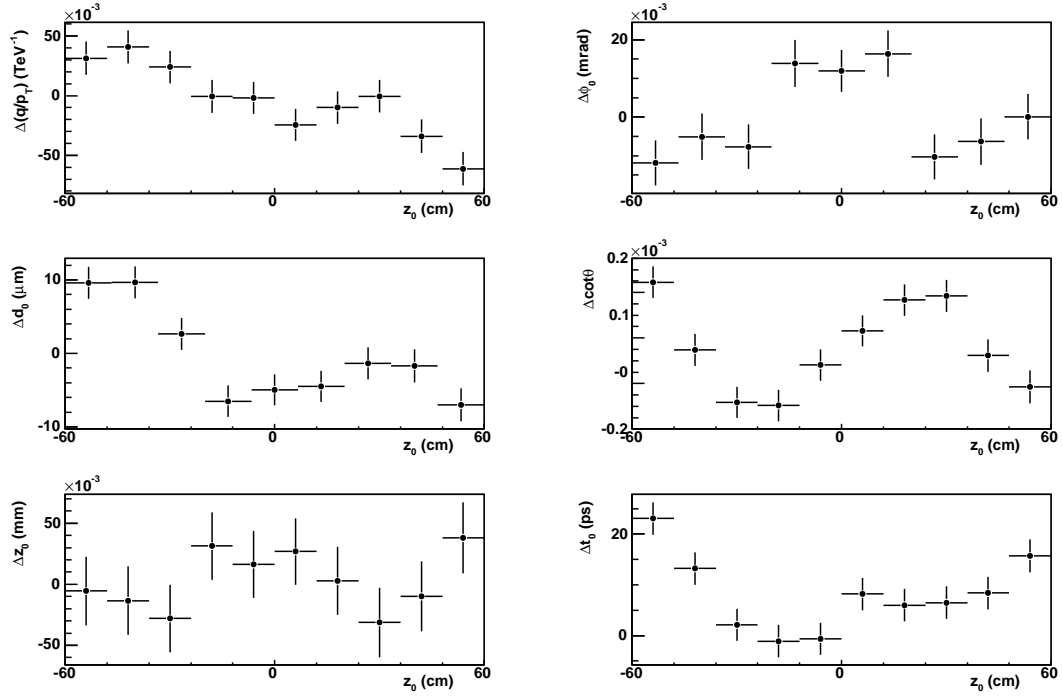 ×10⁻³
50
0
-50
Δ(q/p_T) (TeV⁻¹)
-60 0 60
z₀ (cm)
×10⁻³
20
0
-20
Δφ₀ (mrad)
-60 0 60
z₀ (cm)
10
0
-10
Δd₀ (μm)
-60 0 60
z₀ (cm)
×10⁻³
0.2
0.1
-0
-0.2
Δcotθ
-60 0 60
z₀ (cm)
×10⁻³
50
0
-50
Δz₀ (mm)
-60 0 60
z₀ (cm)
20
0
Δt₀ (ps)
-60 0 60
z₀ (cm)